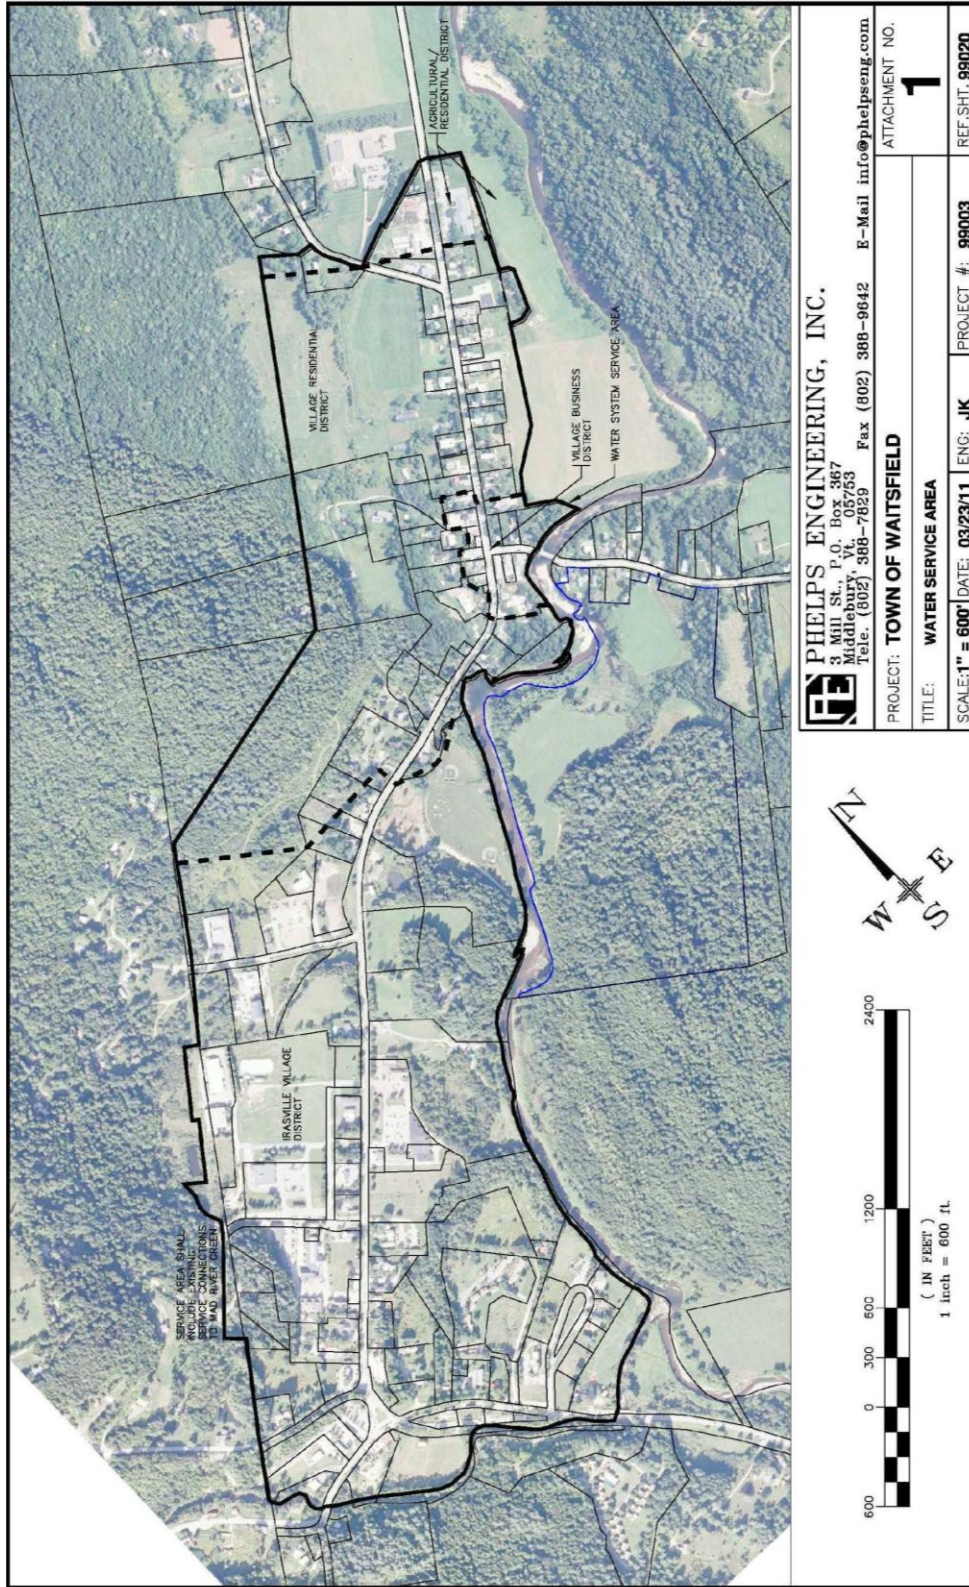 AGRICULTURAL/
RESIDENTIAL DISTRICT
VILLAGE RESIDENTIAL
DISTRICT
VILLAGE BUSINESS
DISTRICT
WATER SYSTEM SERVICE AREA
IRASVILLE VILLAGE
DISTRICT
SERVICE AREA SHALL
INCLUDE EXISTING
SERVICE CONNECTIONS
TO MAD RIVER GREEN
600 0 300 600 1200 2400
( IN FEET )
1 inch = 600 ft.
N
W E
S
PHELPS ENGINEERING, INC.
3 Mill St., P.O. Box 367
Middlebury, Vt. 05753
Tele. (802) 388-7829 Fax (802) 388-9642 E-Mail info@phelpseng.com
PROJECT: TOWN OF WAITSFIELD
ATTACHMENT NO.
1
TITLE: WATER SERVICE AREA
SCALE:1" = 600' DATE: 03/23/11 ENG: JK PROJECT #: 99003 REF.SHT. 99020